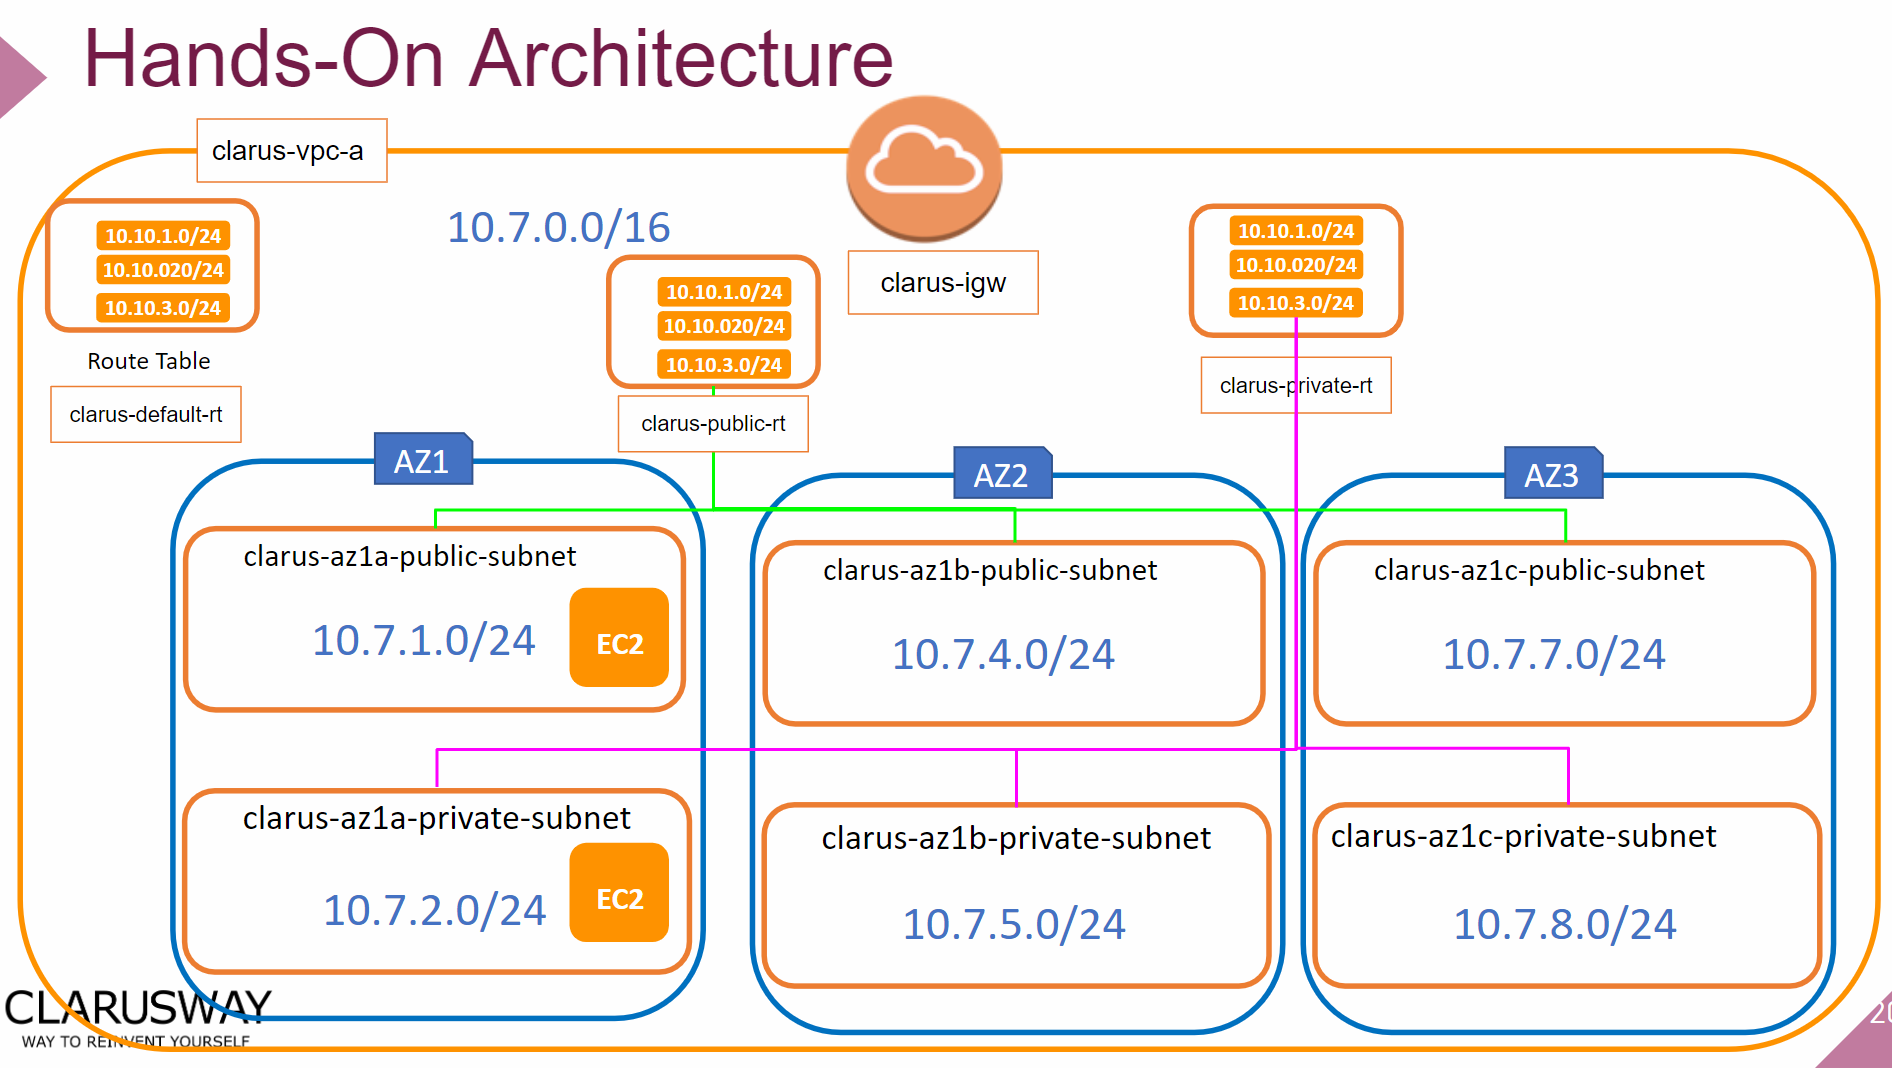 Hands-On Architecture
clarus-vpc-a
10.7.0.0/16
10.10.1.0/24
10.10.020/24
10.10.3.0/24
Route Table
clarus-default-rt
10.10.1.0/24
10.10.020/24
10.10.3.0/24
clarus-public-rt
clarus-igw
10.10.1.0/24
10.10.020/24
10.10.3.0/24
clarus-private-rt
AZ1
clarus-az1a-public-subnet
10.7.1.0/24
EC2
clarus-az1a-private-subnet
10.7.2.0/24
EC2
AZ2
clarus-az1b-public-subnet
10.7.4.0/24
clarus-az1b-private-subnet
10.7.5.0/24
AZ3
clarus-az1c-public-subnet
10.7.7.0/24
clarus-az1c-private-subnet
10.7.8.0/24
CLARUSWAY
WAY TO REINVENT YOURSELF